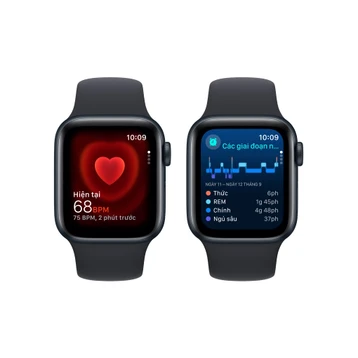 10:09
Hiện tại
68BPM
75 BPM, 2 phút trước
10:09
Các giai đoạn n...
NGÀY 11 – NGÀY 12 THÁNG 9
Thức 6ph
REM 1g 45ph
Chính 4g 48ph
Ngủ sâu 37ph